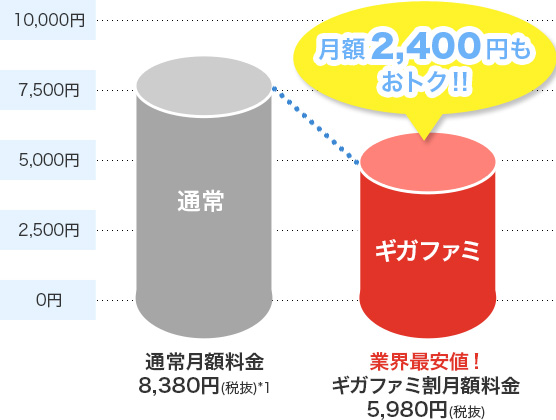 10,000円
月額2,400円も
おトク!!
7,500円
5,000円
2,500円
0円
通常
ギガファミ
通常月額料金
8,380円(税抜)*1
業界最安値!
ギガファミ割月額料金
5,980円(税抜)